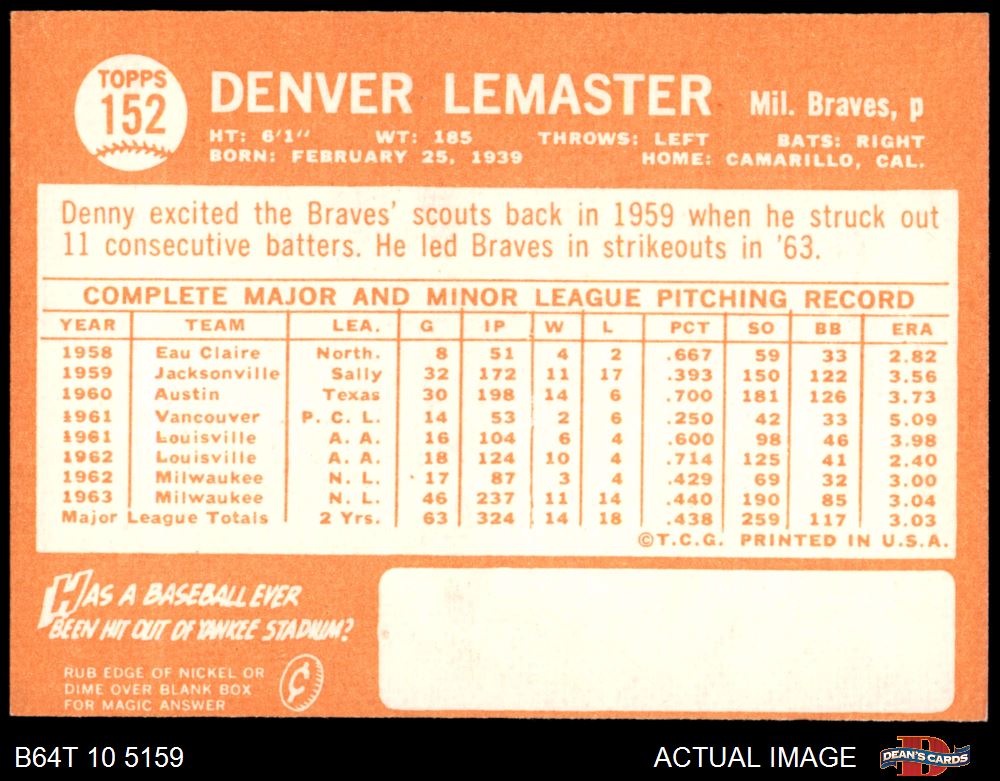 TOPPS
152
DENVER LEMASTER Mil. Braves, p
HT: 6'1" WT: 185 THROWS: LEFT BATS: RIGHT
BORN: FEBRUARY 25, 1939 HOME: CAMARILLO, CAL.
Denny excited the Braves' scouts back in 1959 when he struck out
11 consecutive batters. He led Braves in strikeouts in '63.
COMPLETE MAJOR AND MINOR LEAGUE PITCHING RECORD
YEAR TEAM LEA. G IP W L PCT SO BB ERA
1958 Eau Claire North. 8 51 4 2 .667 59 33 2.82
1959 Jacksonville Sally 32 172 11 17 .393 150 122 3.56
1960 Austin Texas 30 198 14 6 .700 181 126 3.73
1961 Vancouver P. C. L. 14 53 2 6 .250 42 33 5.09
1961 Louisville A. A. 16 104 6 4 .600 98 46 3.98
1962 Louisville A. A. 18 124 10 4 .714 125 41 2.40
1962 Milwaukee N. L. 17 87 3 4 .429 69 32 3.00
1963 Milwaukee N. L. 46 237 11 14 .440 190 85 3.04
Major League Totals 2 Yrs. 63 324 14 18 .438 259 117 3.03
©T.C.G. PRINTED IN U.S.A.
HAS A BASEBALL EVER
BEEN HIT OUT OF YANKEE STADIUM?
RUB EDGE OF NICKEL OR
DIME OVER BLANK BOX
FOR MAGIC ANSWER
¢
B64T 10 5159 ACTUAL IMAGE DEAN'S CARDS